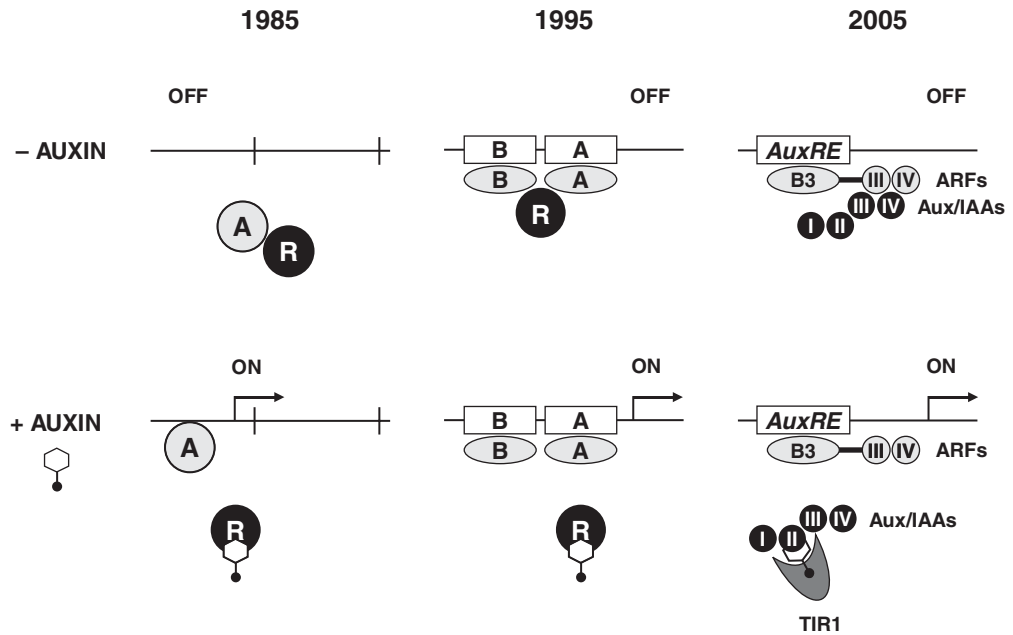 1985 1995 2005
OFF OFF OFF
– AUXIN
B A AuxRE
B A B3 III IV ARFs
A R R I II III IV Aux/IAAs
ON ON ON
+ AUXIN
B A AuxRE
A B A B3 III IV ARFs
R R I II III IV Aux/IAAs
TIR1